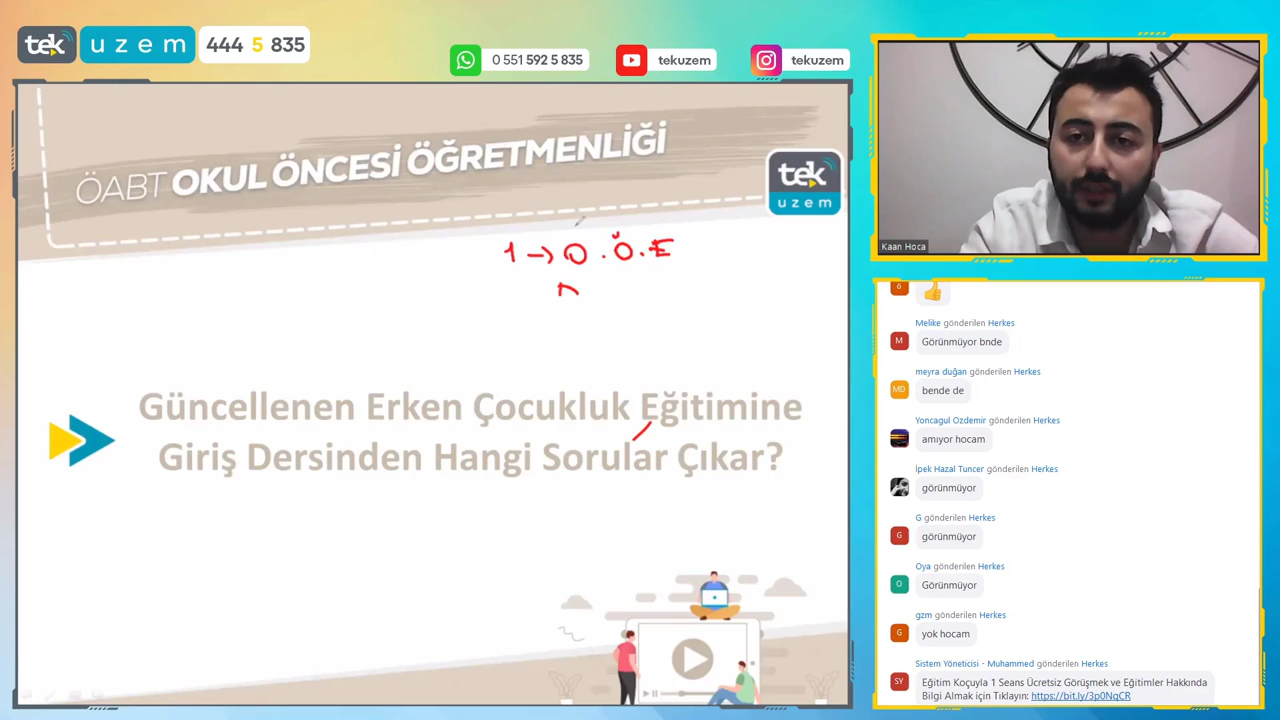 tek
uzem
444 5 835
0 551 592 5 835
tekuzem
tekuzem
ÖABT OKUL ÖNCESİ ÖĞRETMENLİĞİ
tek
uzem
1 → O.Ö.E
Güncellenen Erken Çocukluk Eğitimine
Giriş Dersinden Hangi Sorular Çıkar?
Kaan Hoca
6
Melike gönderilen Herkes
M
Görünmüyor bnde
meyra duğan gönderilen Herkes
MD
bende de
Yoncagul Ozdemir gönderilen Herkes
amıyor hocam
İpek Hazal Tuncer gönderilen Herkes
görünmüyor
G gönderilen Herkes
G
görünmüyor
Oya gönderilen Herkes
O
Görünmüyor
gzm gönderilen Herkes
G
yok hocam
Sistem Yöneticisi - Muhammed gönderilen Herkes
SY
Eğitim Koçuyla 1 Seans Ücretsiz Görüşmek ve Eğitimler Hakkında
Bilgi Almak için Tıklayın: https://bit.ly/3p0NqCR